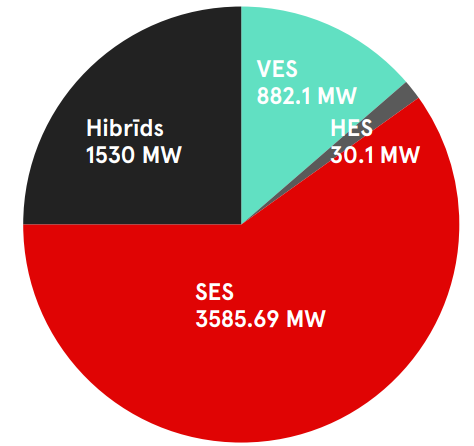 VES
882.1 MW
HES
30.1 MW
Hibrīds
1530 MW
SES
3585.69 MW